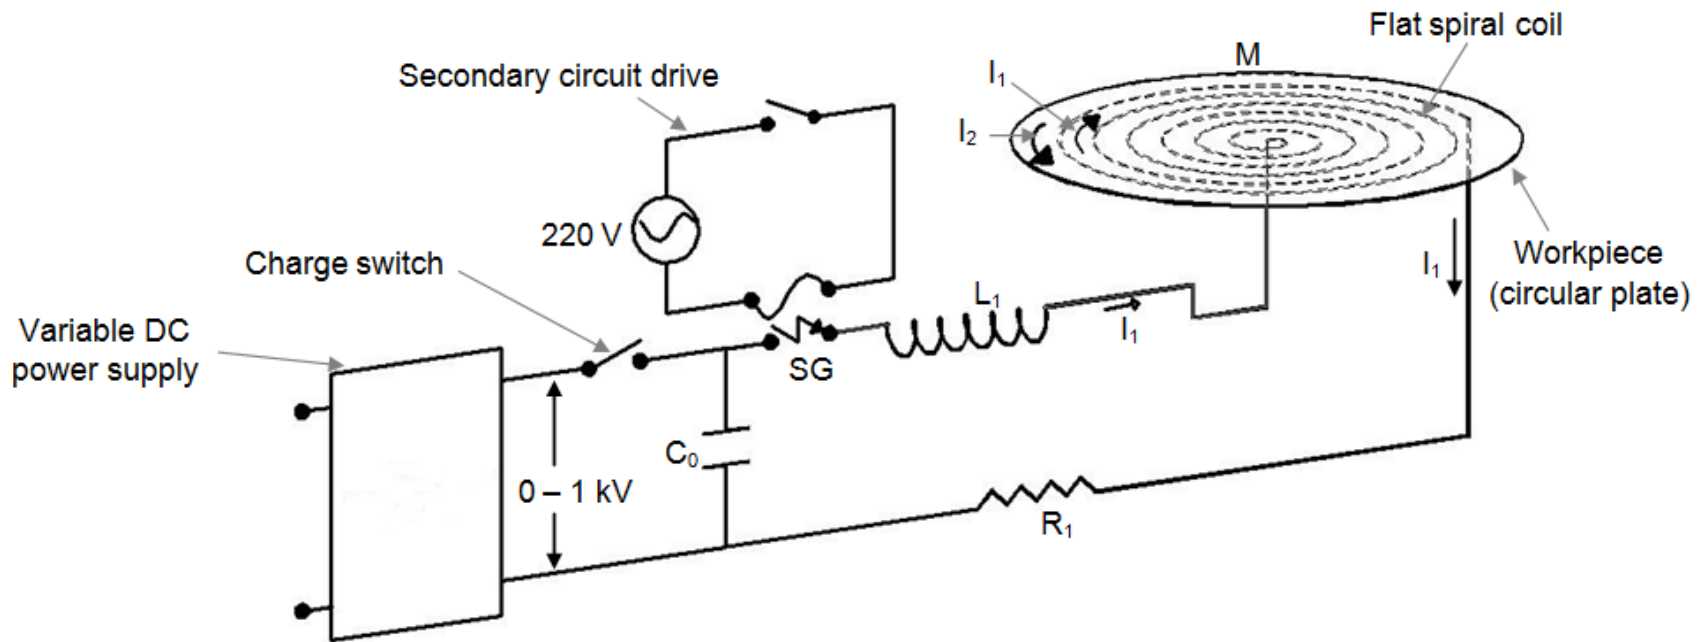 Flat spiral coil
M
I₁
Secondary circuit drive
I₂
220 V
Charge switch
Workpiece
(circular plate)
I₁
L₁
I₁
Variable DC
power supply
SG
C₀
0 – 1 kV
R₁